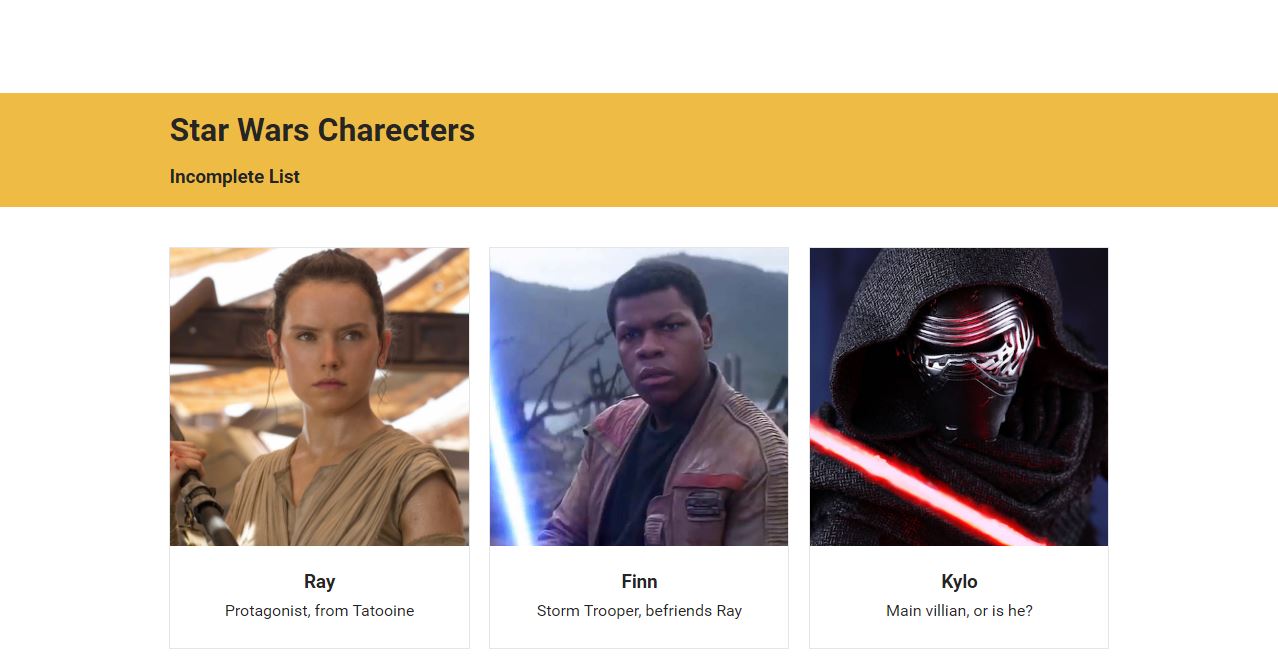 Star Wars Charecters
Incomplete List
Ray
Protagonist, from Tatooine
Finn
Storm Trooper, befriends Ray
Kylo
Main villian, or is he?